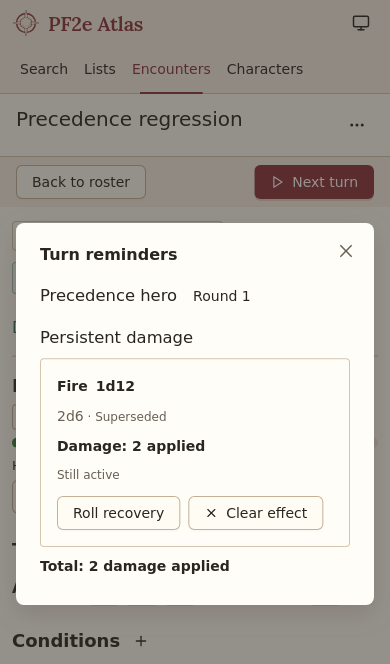 PF2e Atlas
Search Lists Encounters Characters
Precedence regression
Back to roster Next turn
Turn reminders
Precedence hero Round 1
Persistent damage
Fire 1d12
2d6 · Superseded
Damage: 2 applied
Still active
Roll recovery Clear effect
Total: 2 damage applied
Conditions